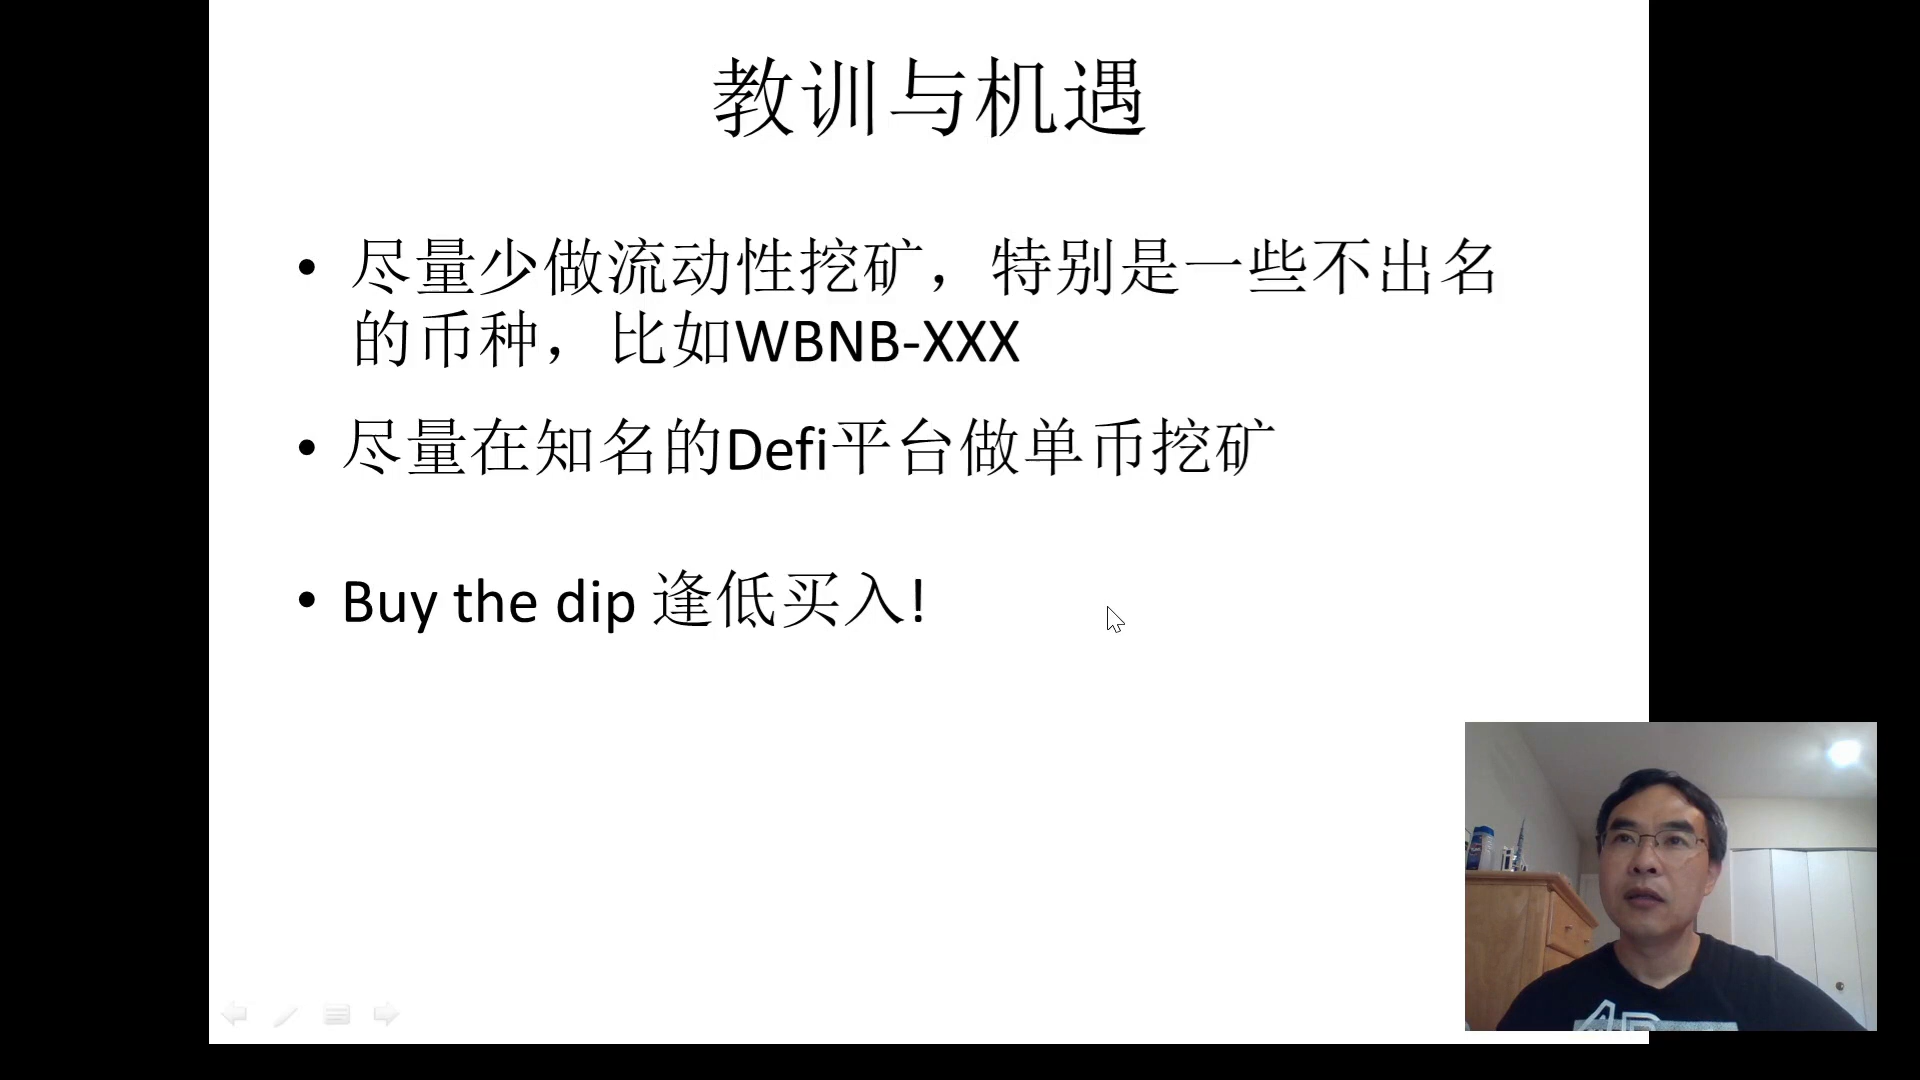 教训与机遇
• 尽量少做流动性挖矿，特别是一些不出名
的币种，比如WBNB-XXX
• 尽量在知名的Defi平台做单币挖矿
• Buy the dip 逢低买入!